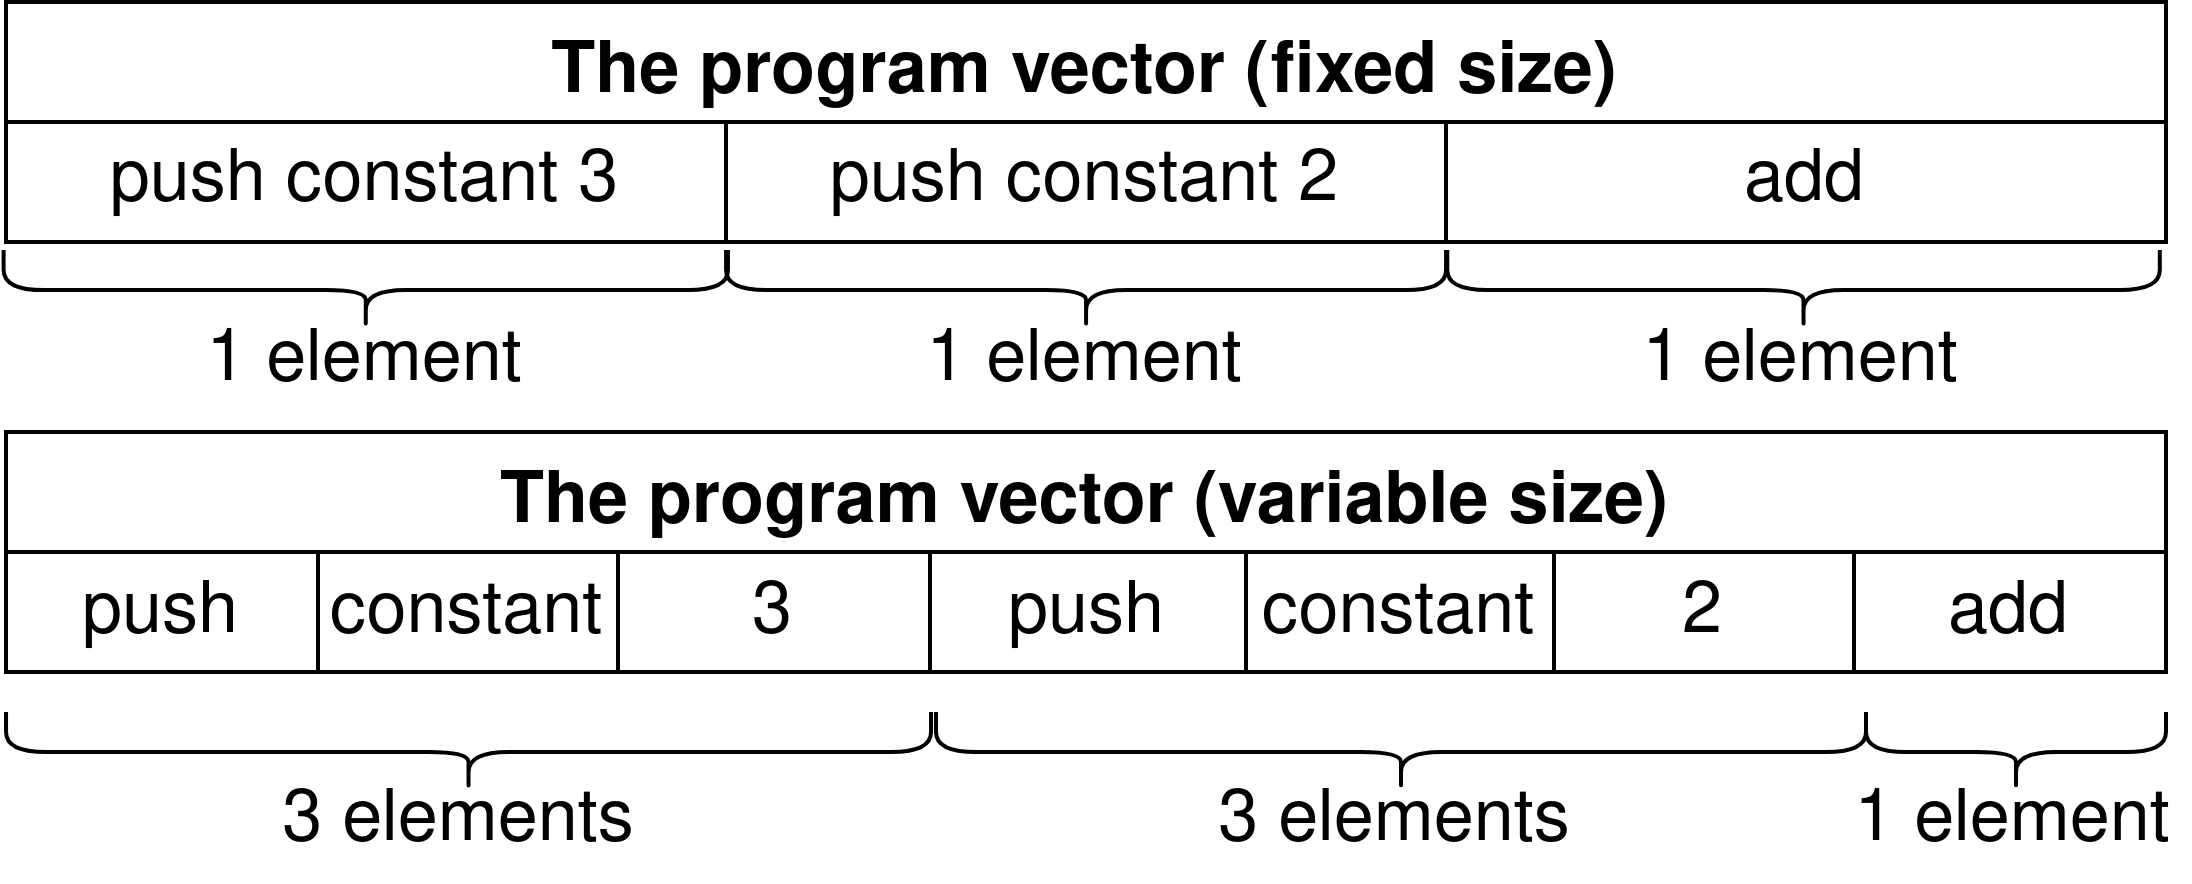 The program vector (fixed size)
push constant 3 push constant 2 add
1 element 1 element 1 element
The program vector (variable size)
push constant 3 push constant 2 add
3 elements 3 elements 1 element